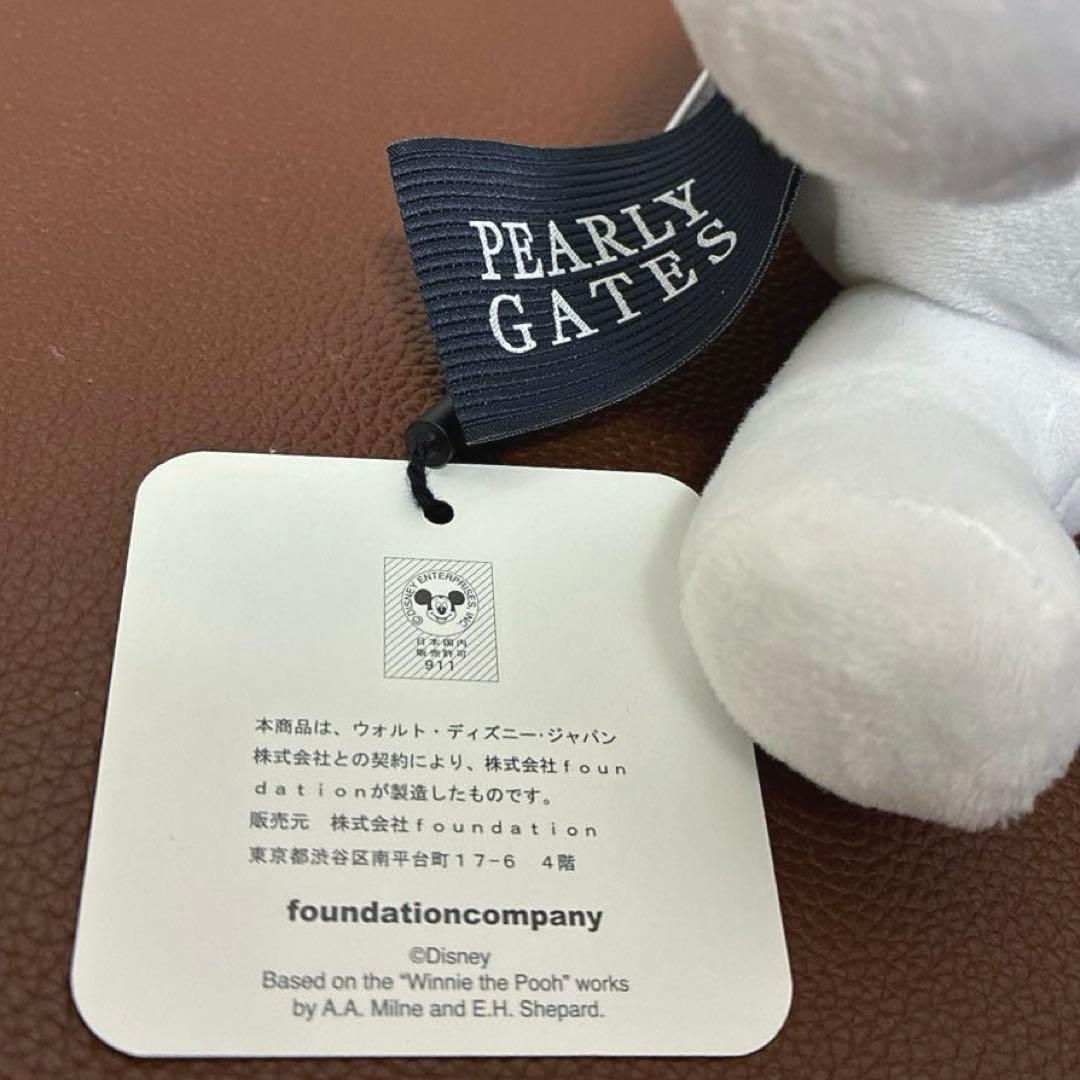 PEARLY
GATES
©DISNEY ENTERPRISES, INC.
日本国内
販売許可
911
本商品は、ウォルト・ディズニー・ジャパン
株式会社との契約により、株式会社ｆｏｕｎ
ｄａｔｉｏｎが製造したものです。
販売元　株式会社ｆｏｕｎｄａｔｉｏｎ
東京都渋谷区南平台町１７−６　４階
foundationcompany
©Disney
Based on the "Winnie the Pooh" works
by A.A. Milne and E.H. Shepard.